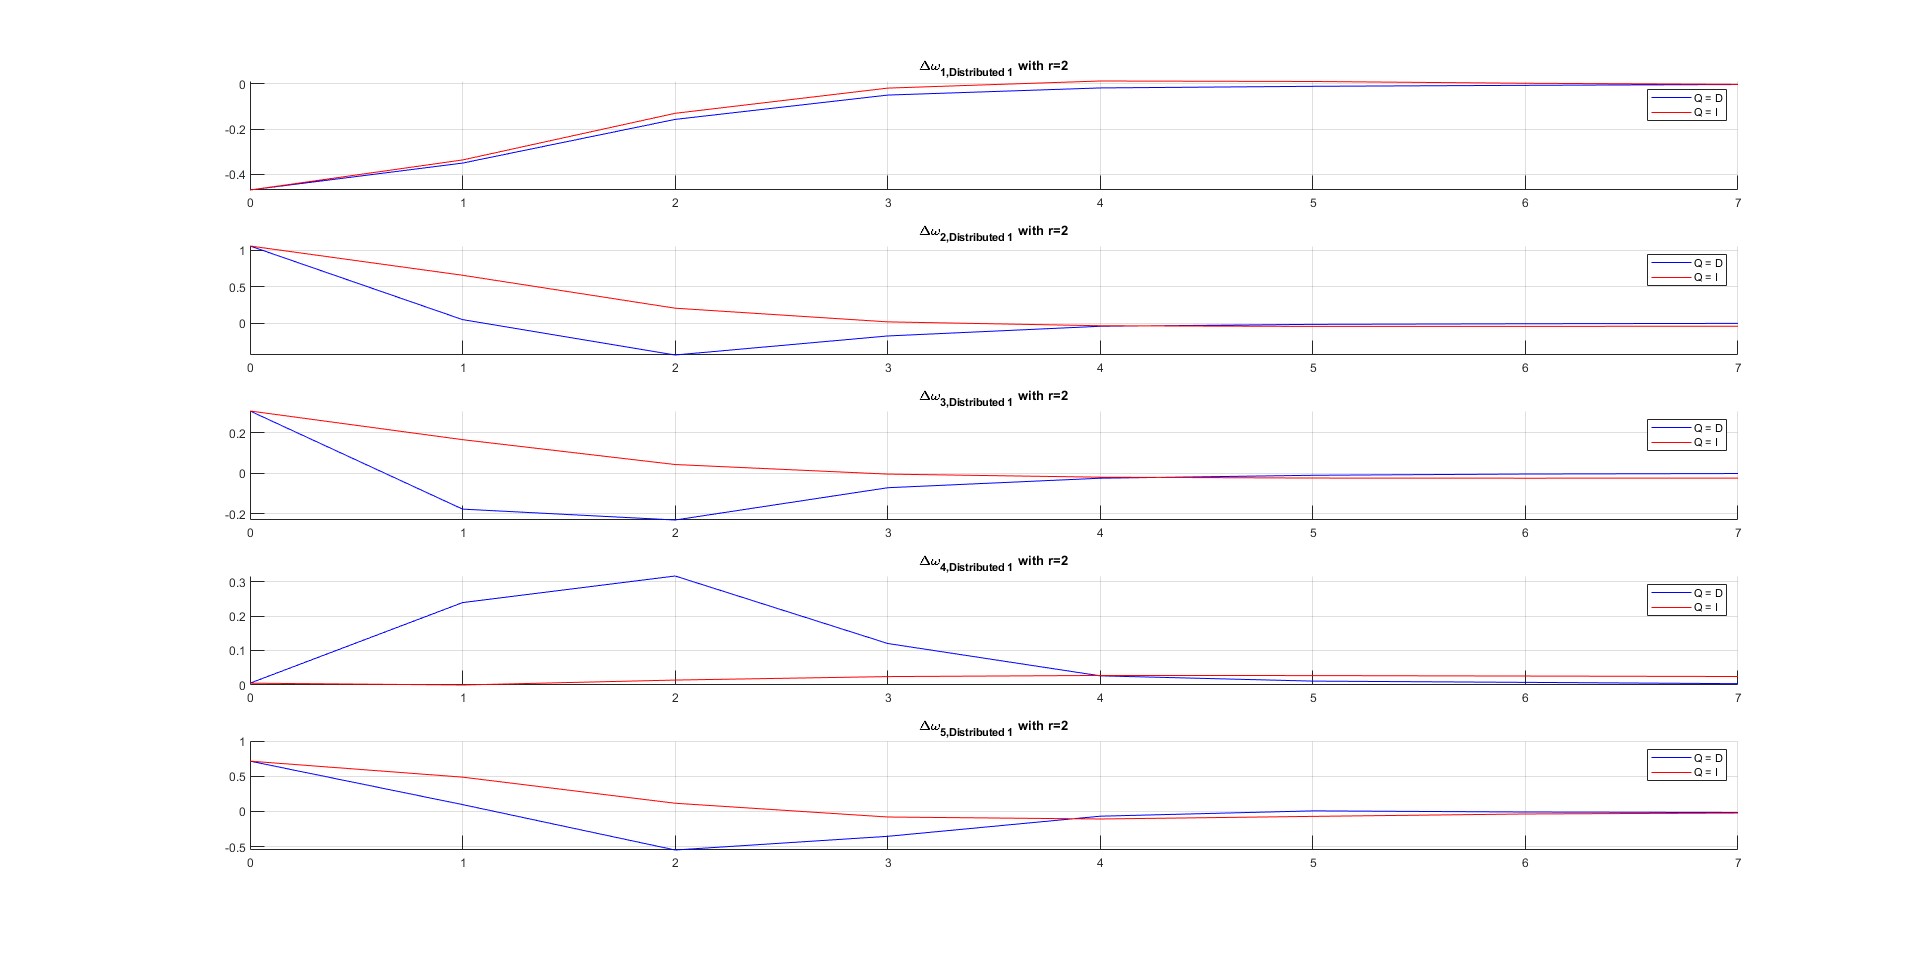 Δω1,Distributed 1 with r=2
0
-0.2
-0.4
Q = D
Q = I
0 1 2 3 4 5 6 7
Δω2,Distributed 1 with r=2
1
0.5
0
Q = D
Q = I
0 1 2 3 4 5 6 7
Δω3,Distributed 1 with r=2
0.2
0
-0.2
Q = D
Q = I
0 1 2 3 4 5 6 7
Δω4,Distributed 1 with r=2
0.3
0.2
0.1
0
Q = D
Q = I
0 1 2 3 4 5 6 7
Δω5,Distributed 1 with r=2
1
0.5
0
-0.5
Q = D
Q = I
0 1 2 3 4 5 6 7